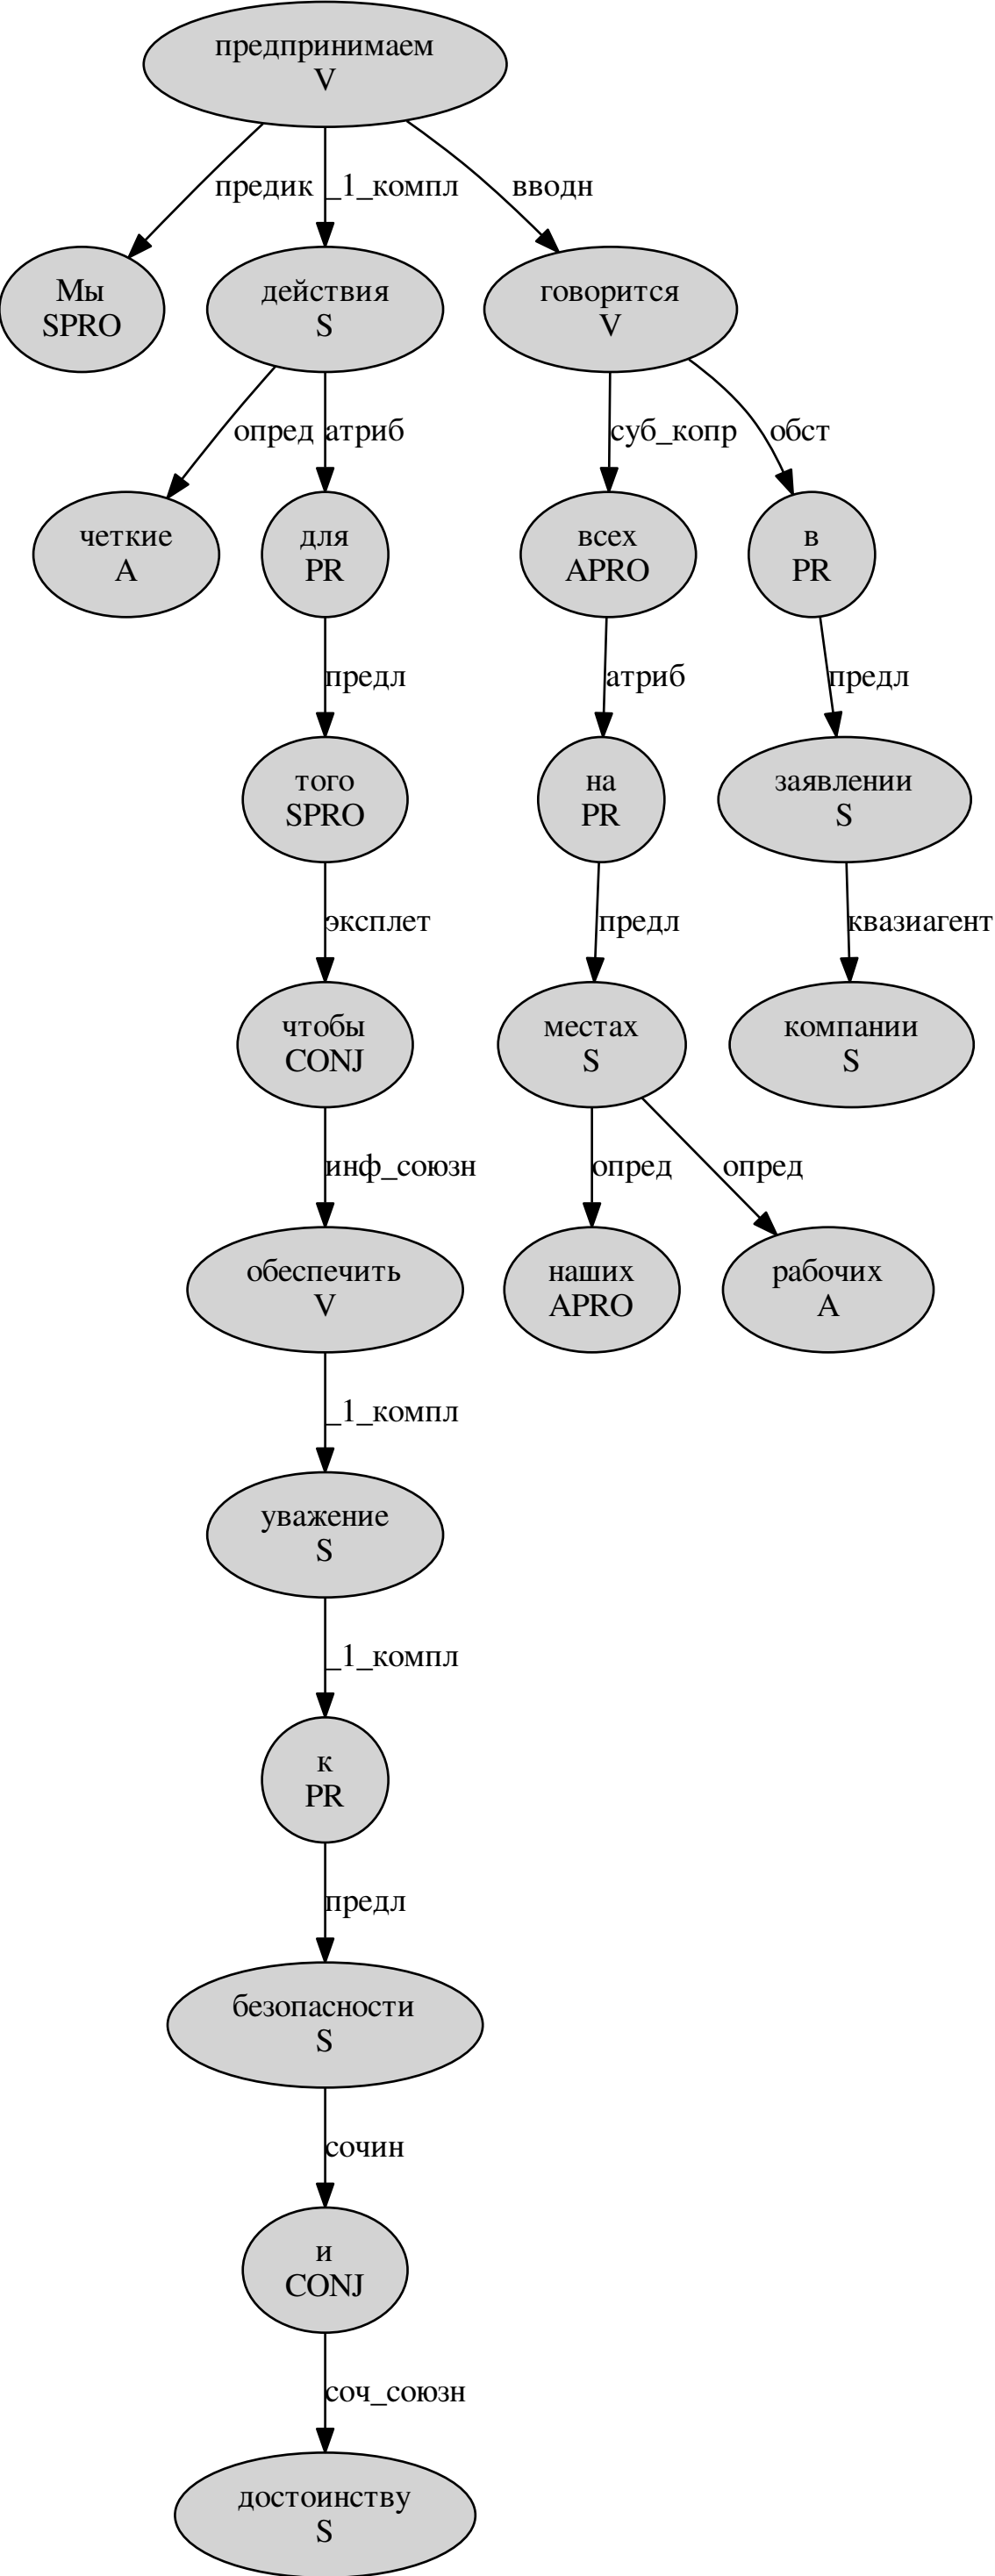 предпринимаем
V
предик
_1_компл
вводн
Мы
SPRO
действия
S
говорится
V
опред
атриб
суб_копр
обст
четкие
A
для
PR
всех
APRO
в
PR
предл
атриб
предл
того
SPRO
на
PR
заявлении
S
эксплет
предл
квазиагент
чтобы
CONJ
местах
S
компании
S
инф_союзн
опред
опред
обеспечить
V
наших
APRO
рабочих
A
_1_компл
уважение
S
_1_компл
к
PR
предл
безопасности
S
сочин
и
CONJ
соч_союзн
достоинству
S